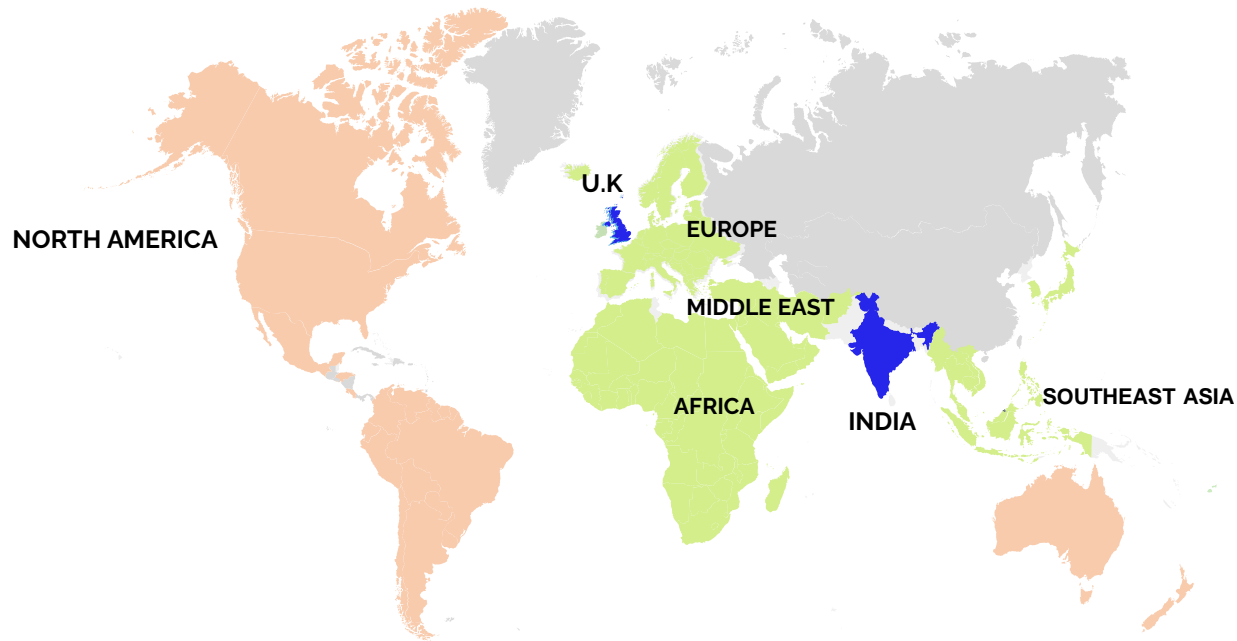 U.K
NORTH AMERICA
EUROPE
MIDDLE EAST
AFRICA
SOUTHEAST ASIA
INDIA